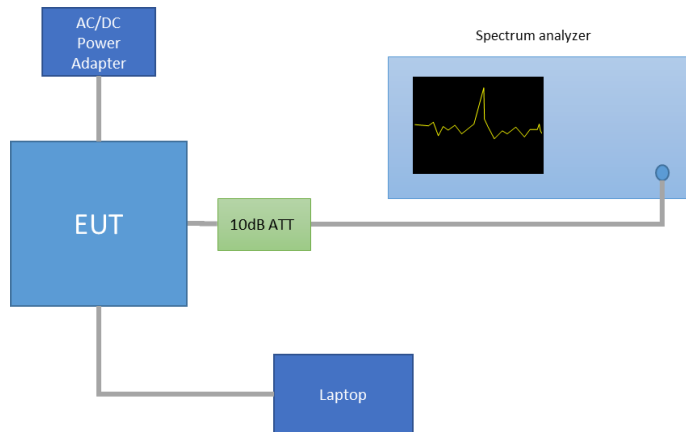 AC/DC
Power
Adapter
Spectrum analyzer
EUT
10dB ATT
Laptop